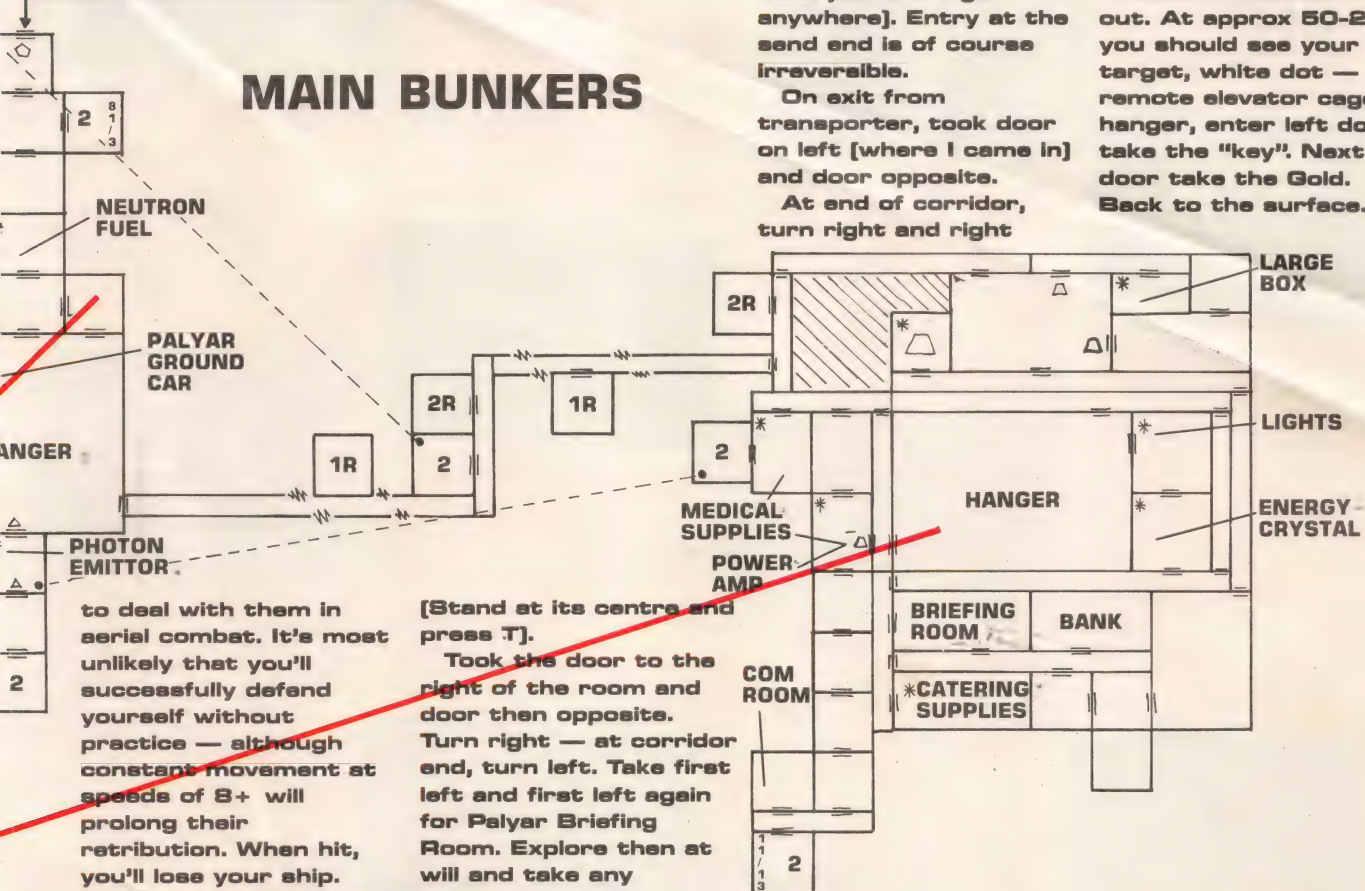 MAIN BUNKERS
anywhere]. Entry at the
send end is of course
irreversible.
On exit from
transporter, took door
on left [where I came in]
and door opposite.
At end of corridor,
turn right and right
out. At approx 50-2
you should see your
target, white dot —
remote elevator cage
hanger, enter left do
take the "key". Next
door take the Gold.
Back to the surface.
2
8
1
/
1
3
NEUTRON
FUEL
PALYAR
GROUND
CAR
ANGER
PHOTON
EMITTOR
2
1R
2R
2
1R
2R
2
MEDICAL
SUPPLIES
POWER
AMP
LARGE
BOX
LIGHTS
HANGER
ENERGY
CRYSTAL
BRIEFING
ROOM
BANK
*CATERING
SUPPLIES
COM
ROOM
1
1
/
1
3
2
to deal with them in
aerial combat. It's most
unlikely that you'll
successfully defend
yourself without
practice — although
constant movement at
speeds of 8+ will
prolong their
retribution. When hit,
you'll lose your ship.
[Stand at its centre and
press T].
Took the door to the
right of the room and
door then opposite.
Turn right — at corridor
end, turn left. Take first
left and first left again
for Palyar Briefing
Room. Explore then at
will and take any